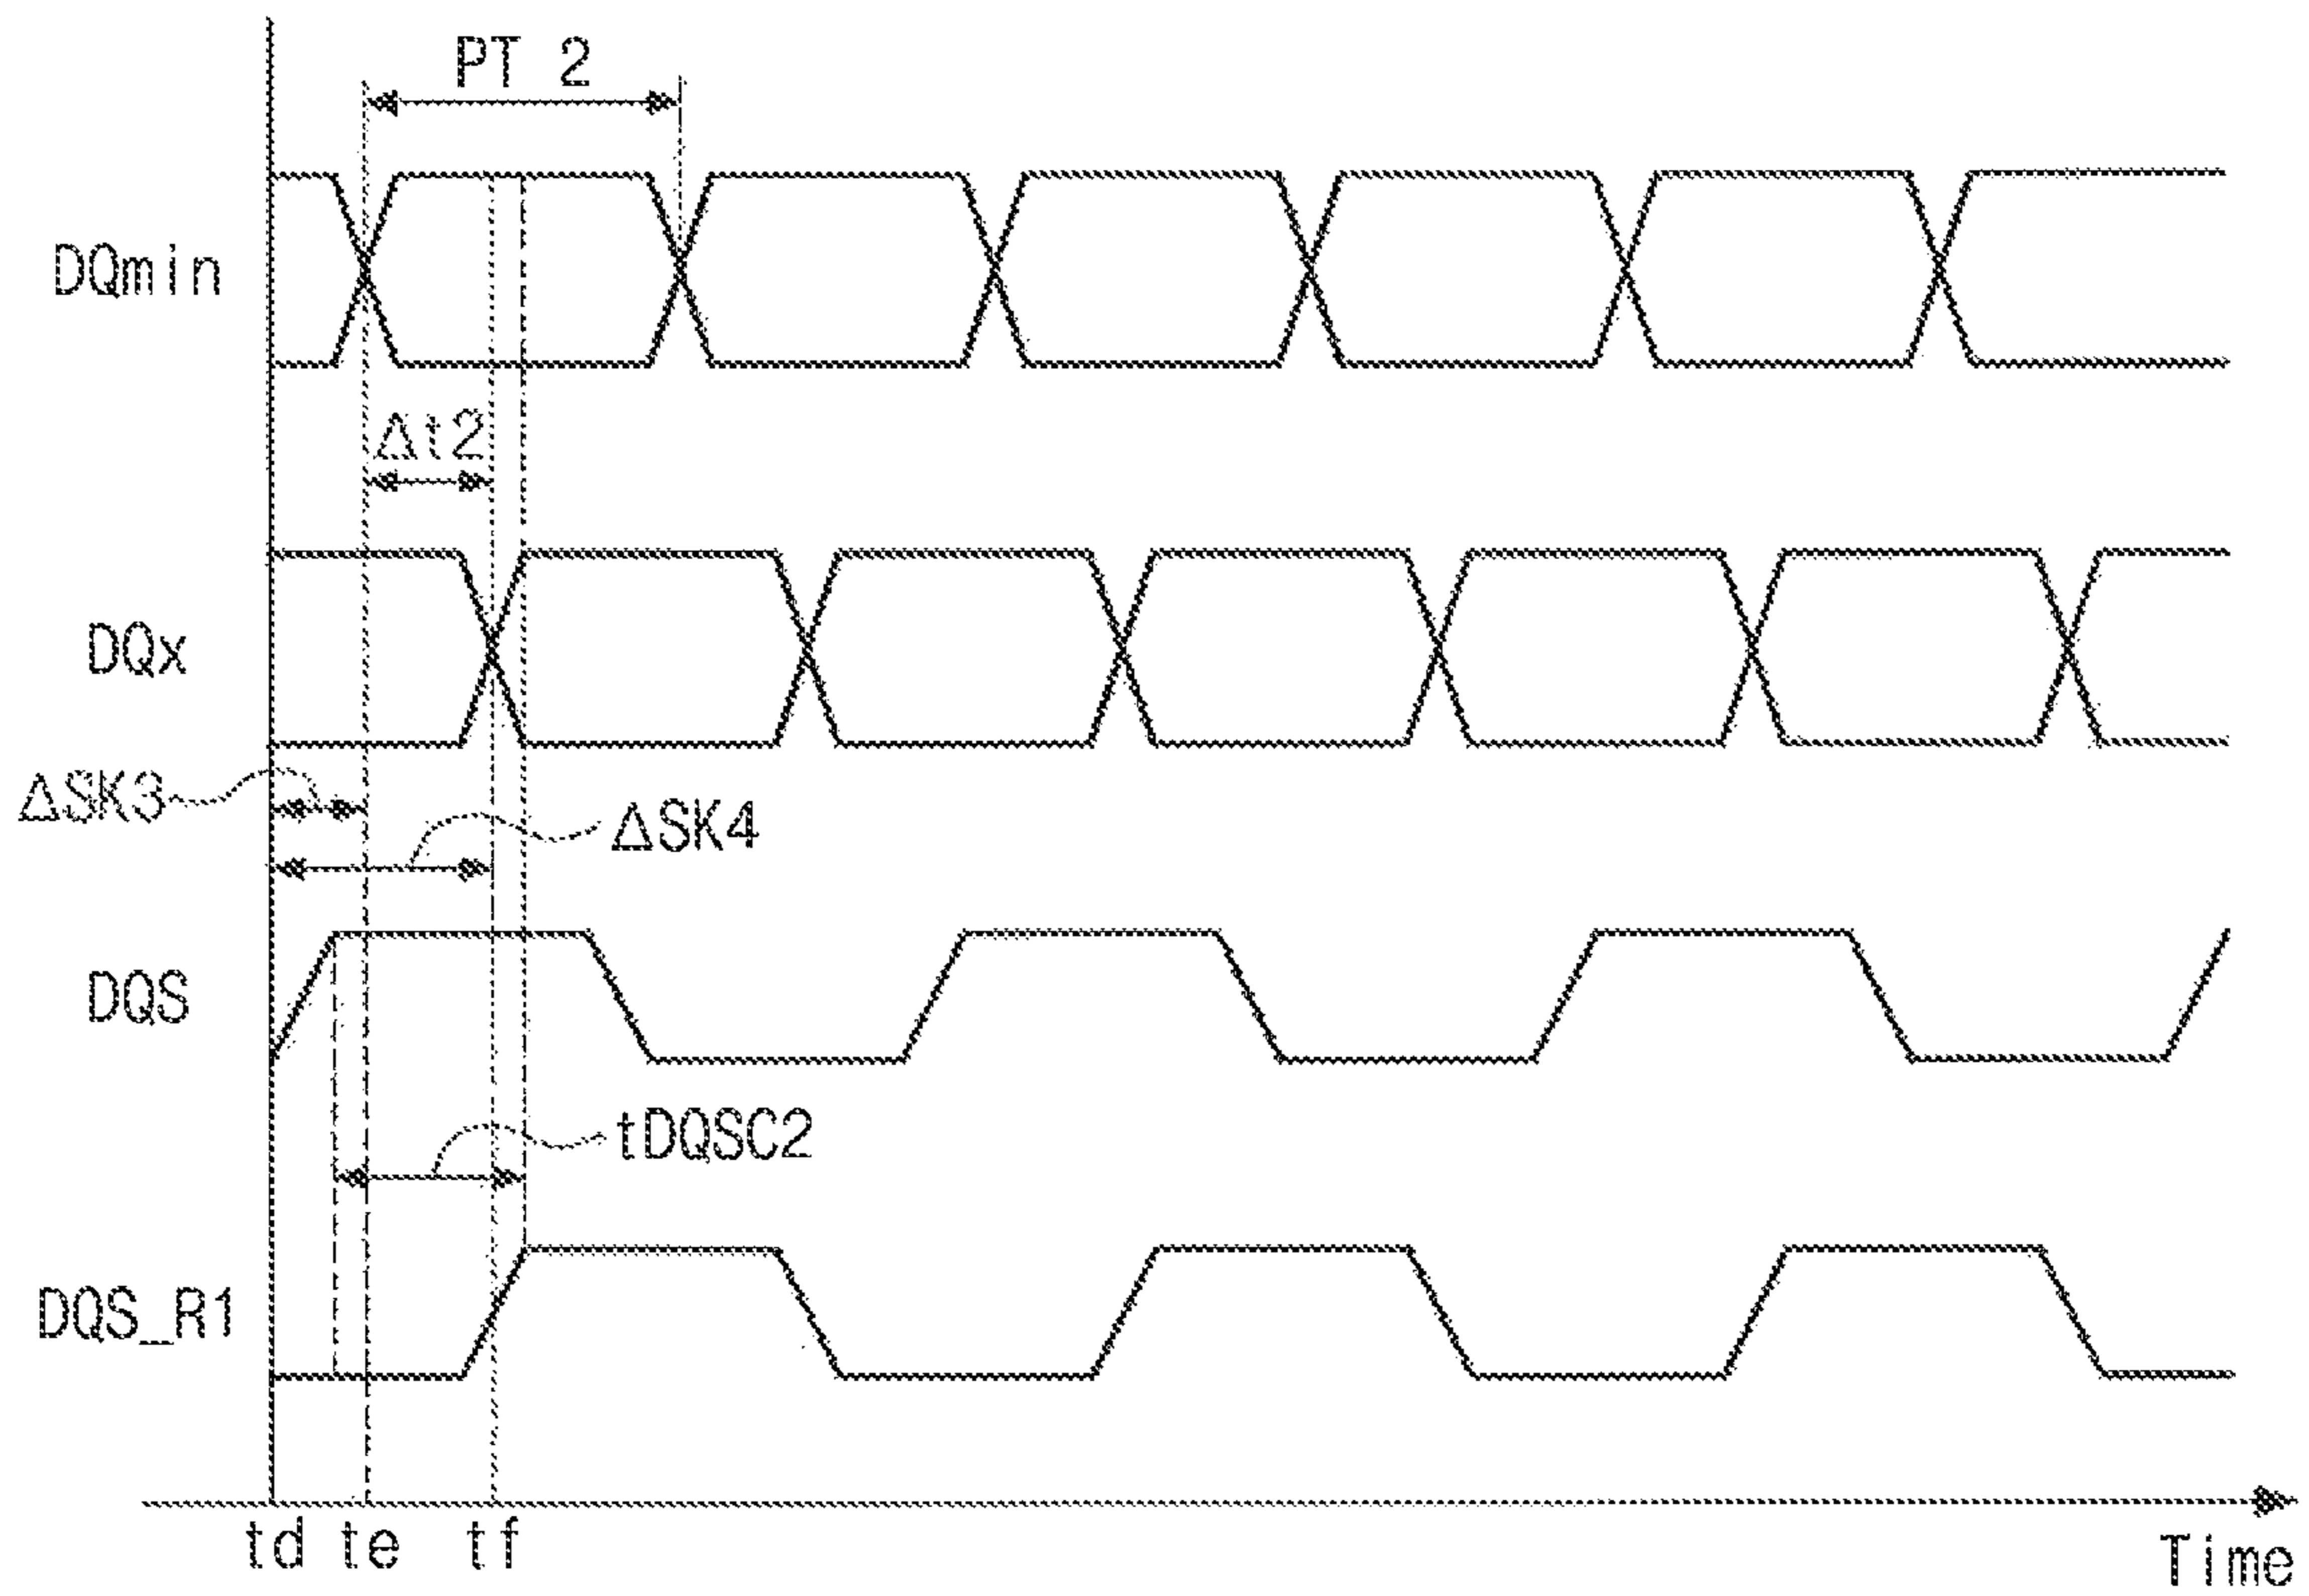 PT 2
DQmin
Δt2
DQx
ΔSK3
ΔSK4
DQS
tDQSC2
DQS_R1
td te tf
Time